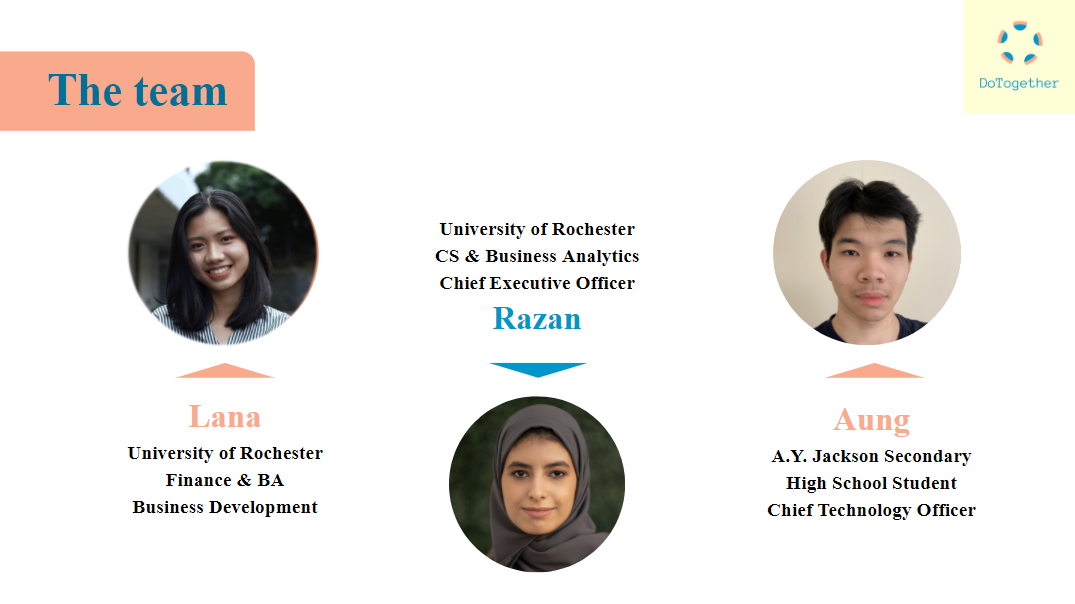 The team
DoTogether
University of Rochester
CS & Business Analytics
Chief Executive Officer
Razan
Lana
University of Rochester
Finance & BA
Business Development
Aung
A.Y. Jackson Secondary
High School Student
Chief Technology Officer